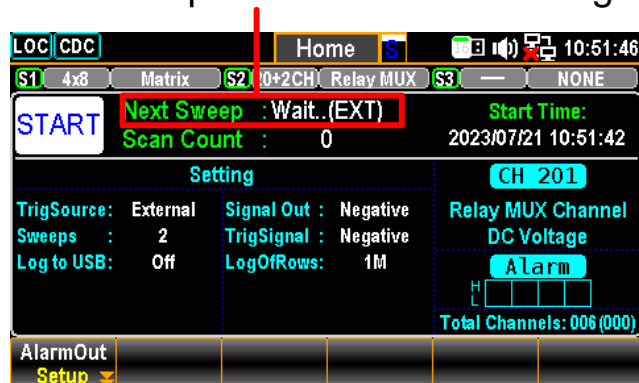 LOC CDC Home S 16 10:51:46
S1 4x8 Matrix S2 20+2CH Relay MUX S3 — NONE
START
Next Sweep : Wait..(EXT)
Scan Count : 0
Start Time:
2023/07/21 10:51:42
Setting
TrigSource: External Signal Out : Negative
Sweeps : 2 TrigSignal : Negative
Log to USB: Off LogOfRows: 1M
CH 201
Relay MUX Channel
DC Voltage
Alarm
H
L
Total Channels: 006 (000)
AlarmOut
Setup